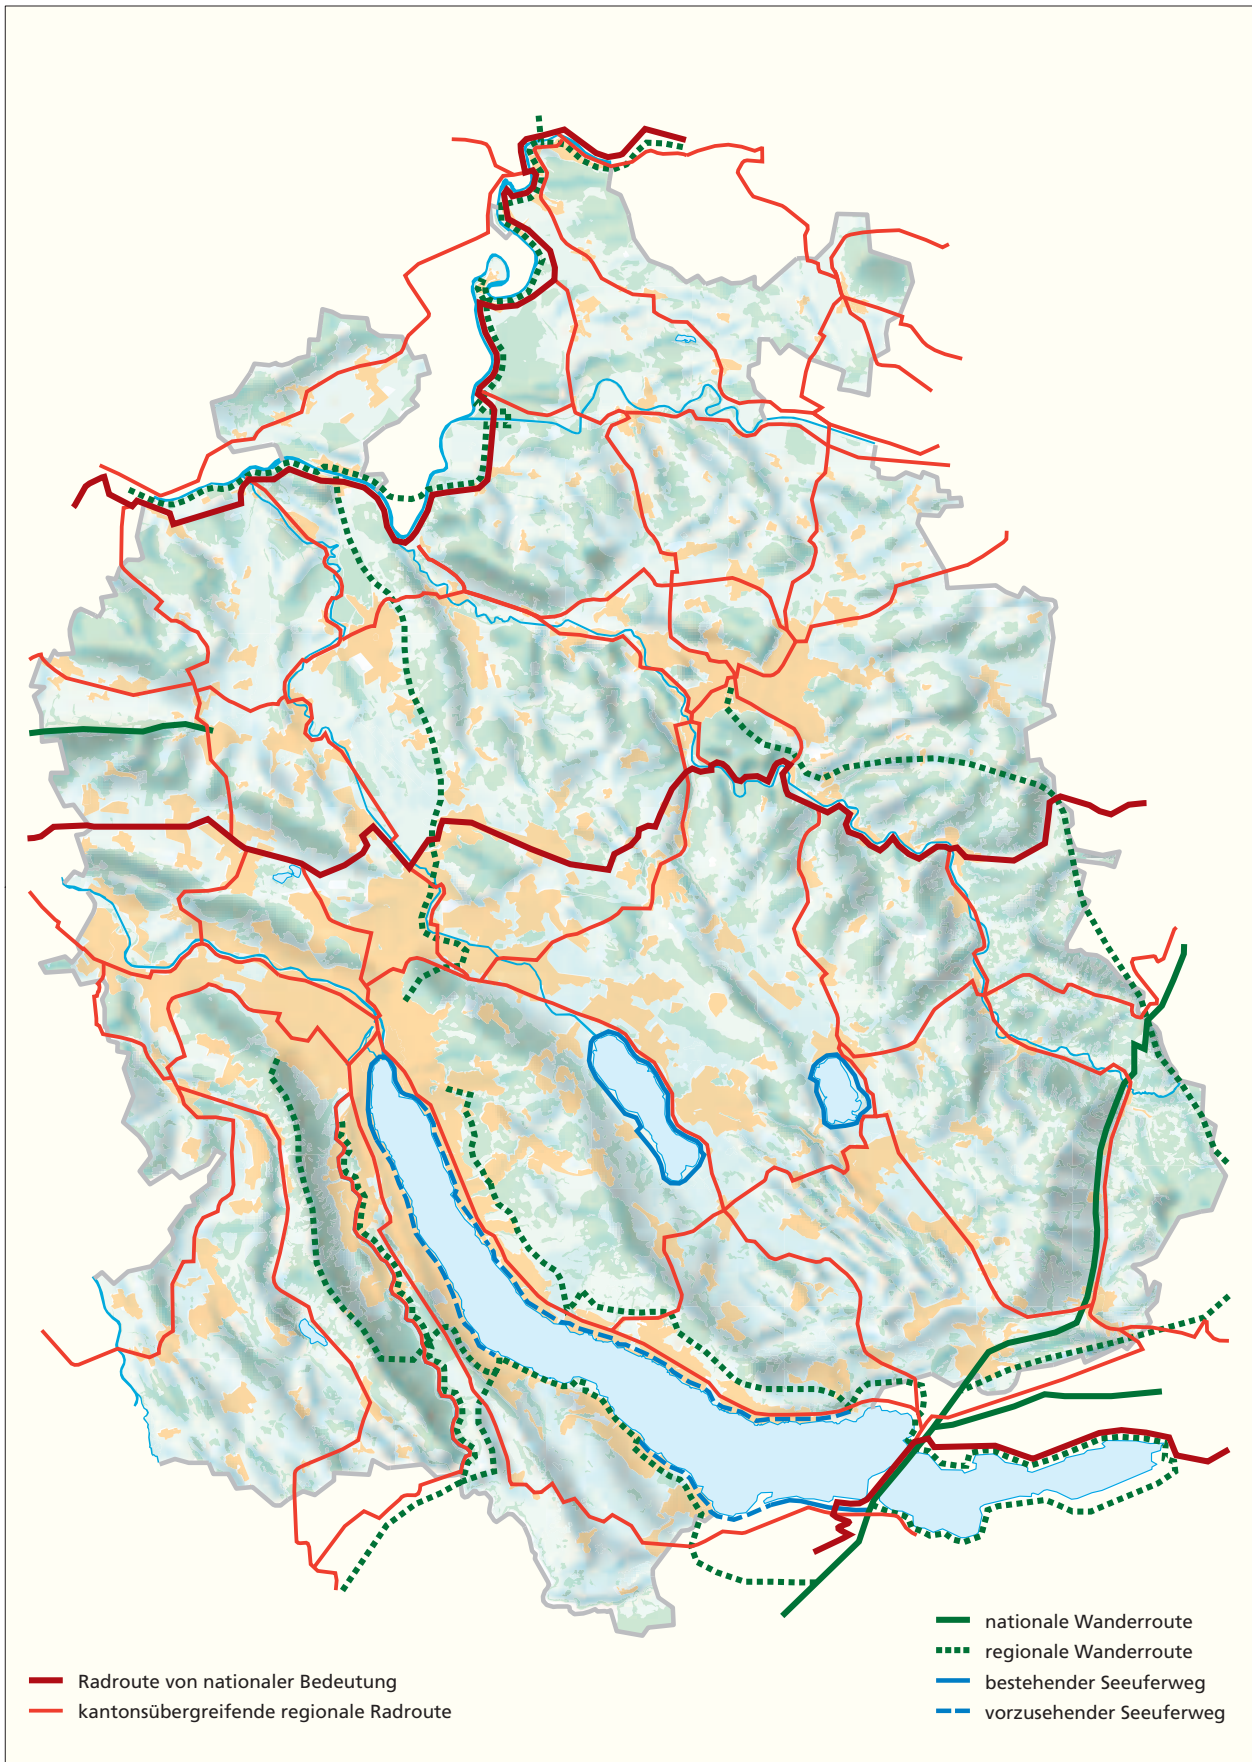 Radroute von nationaler Bedeutung
kantonsübergreifende regionale Radroute
nationale Wanderroute
regionale Wanderroute
bestehender Seeuferweg
vorzusehender Seeuferweg